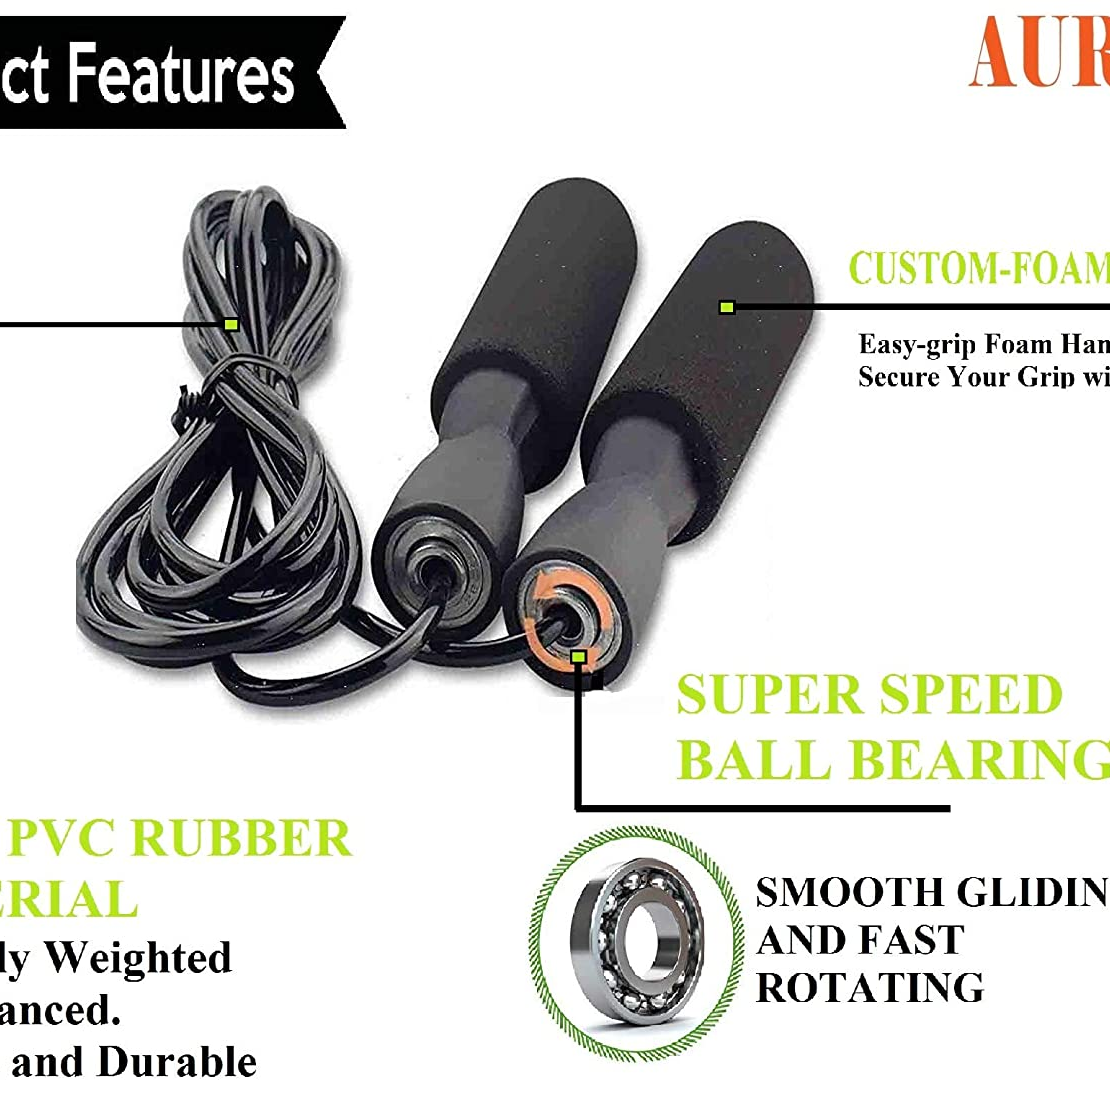 ct Features
AUR
CUSTOM-FOAM
Easy-grip Foam Han
Secure Your Grip wi
SUPER SPEED
BALL BEARING
PVC RUBBER
ERIAL
ly Weighted
anced.
and Durable
SMOOTH GLIDIN
AND FAST
ROTATING